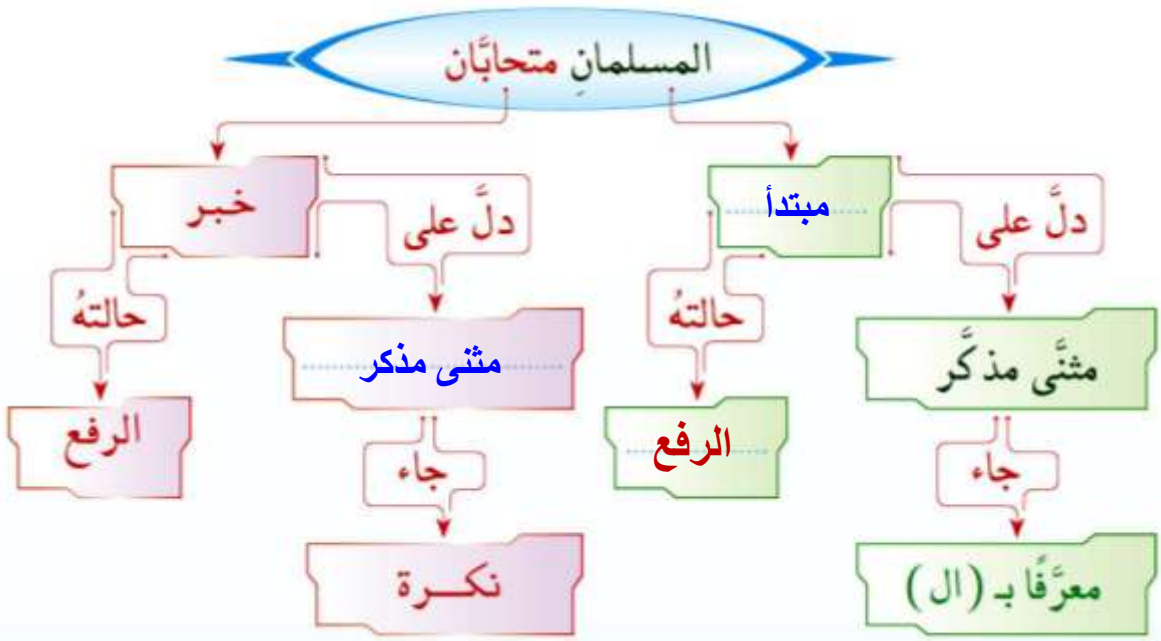 المسلمانِ متحابَّان
مبتدأ
دلَّ على
حالتهُ
مثنَّى مذكَّر
الرفع
جاء
معرَّفًا بـ (ال)
خبر
دلَّ على
حالتهُ
مثنى مذكر
الرفع
جاء
نكـــرة